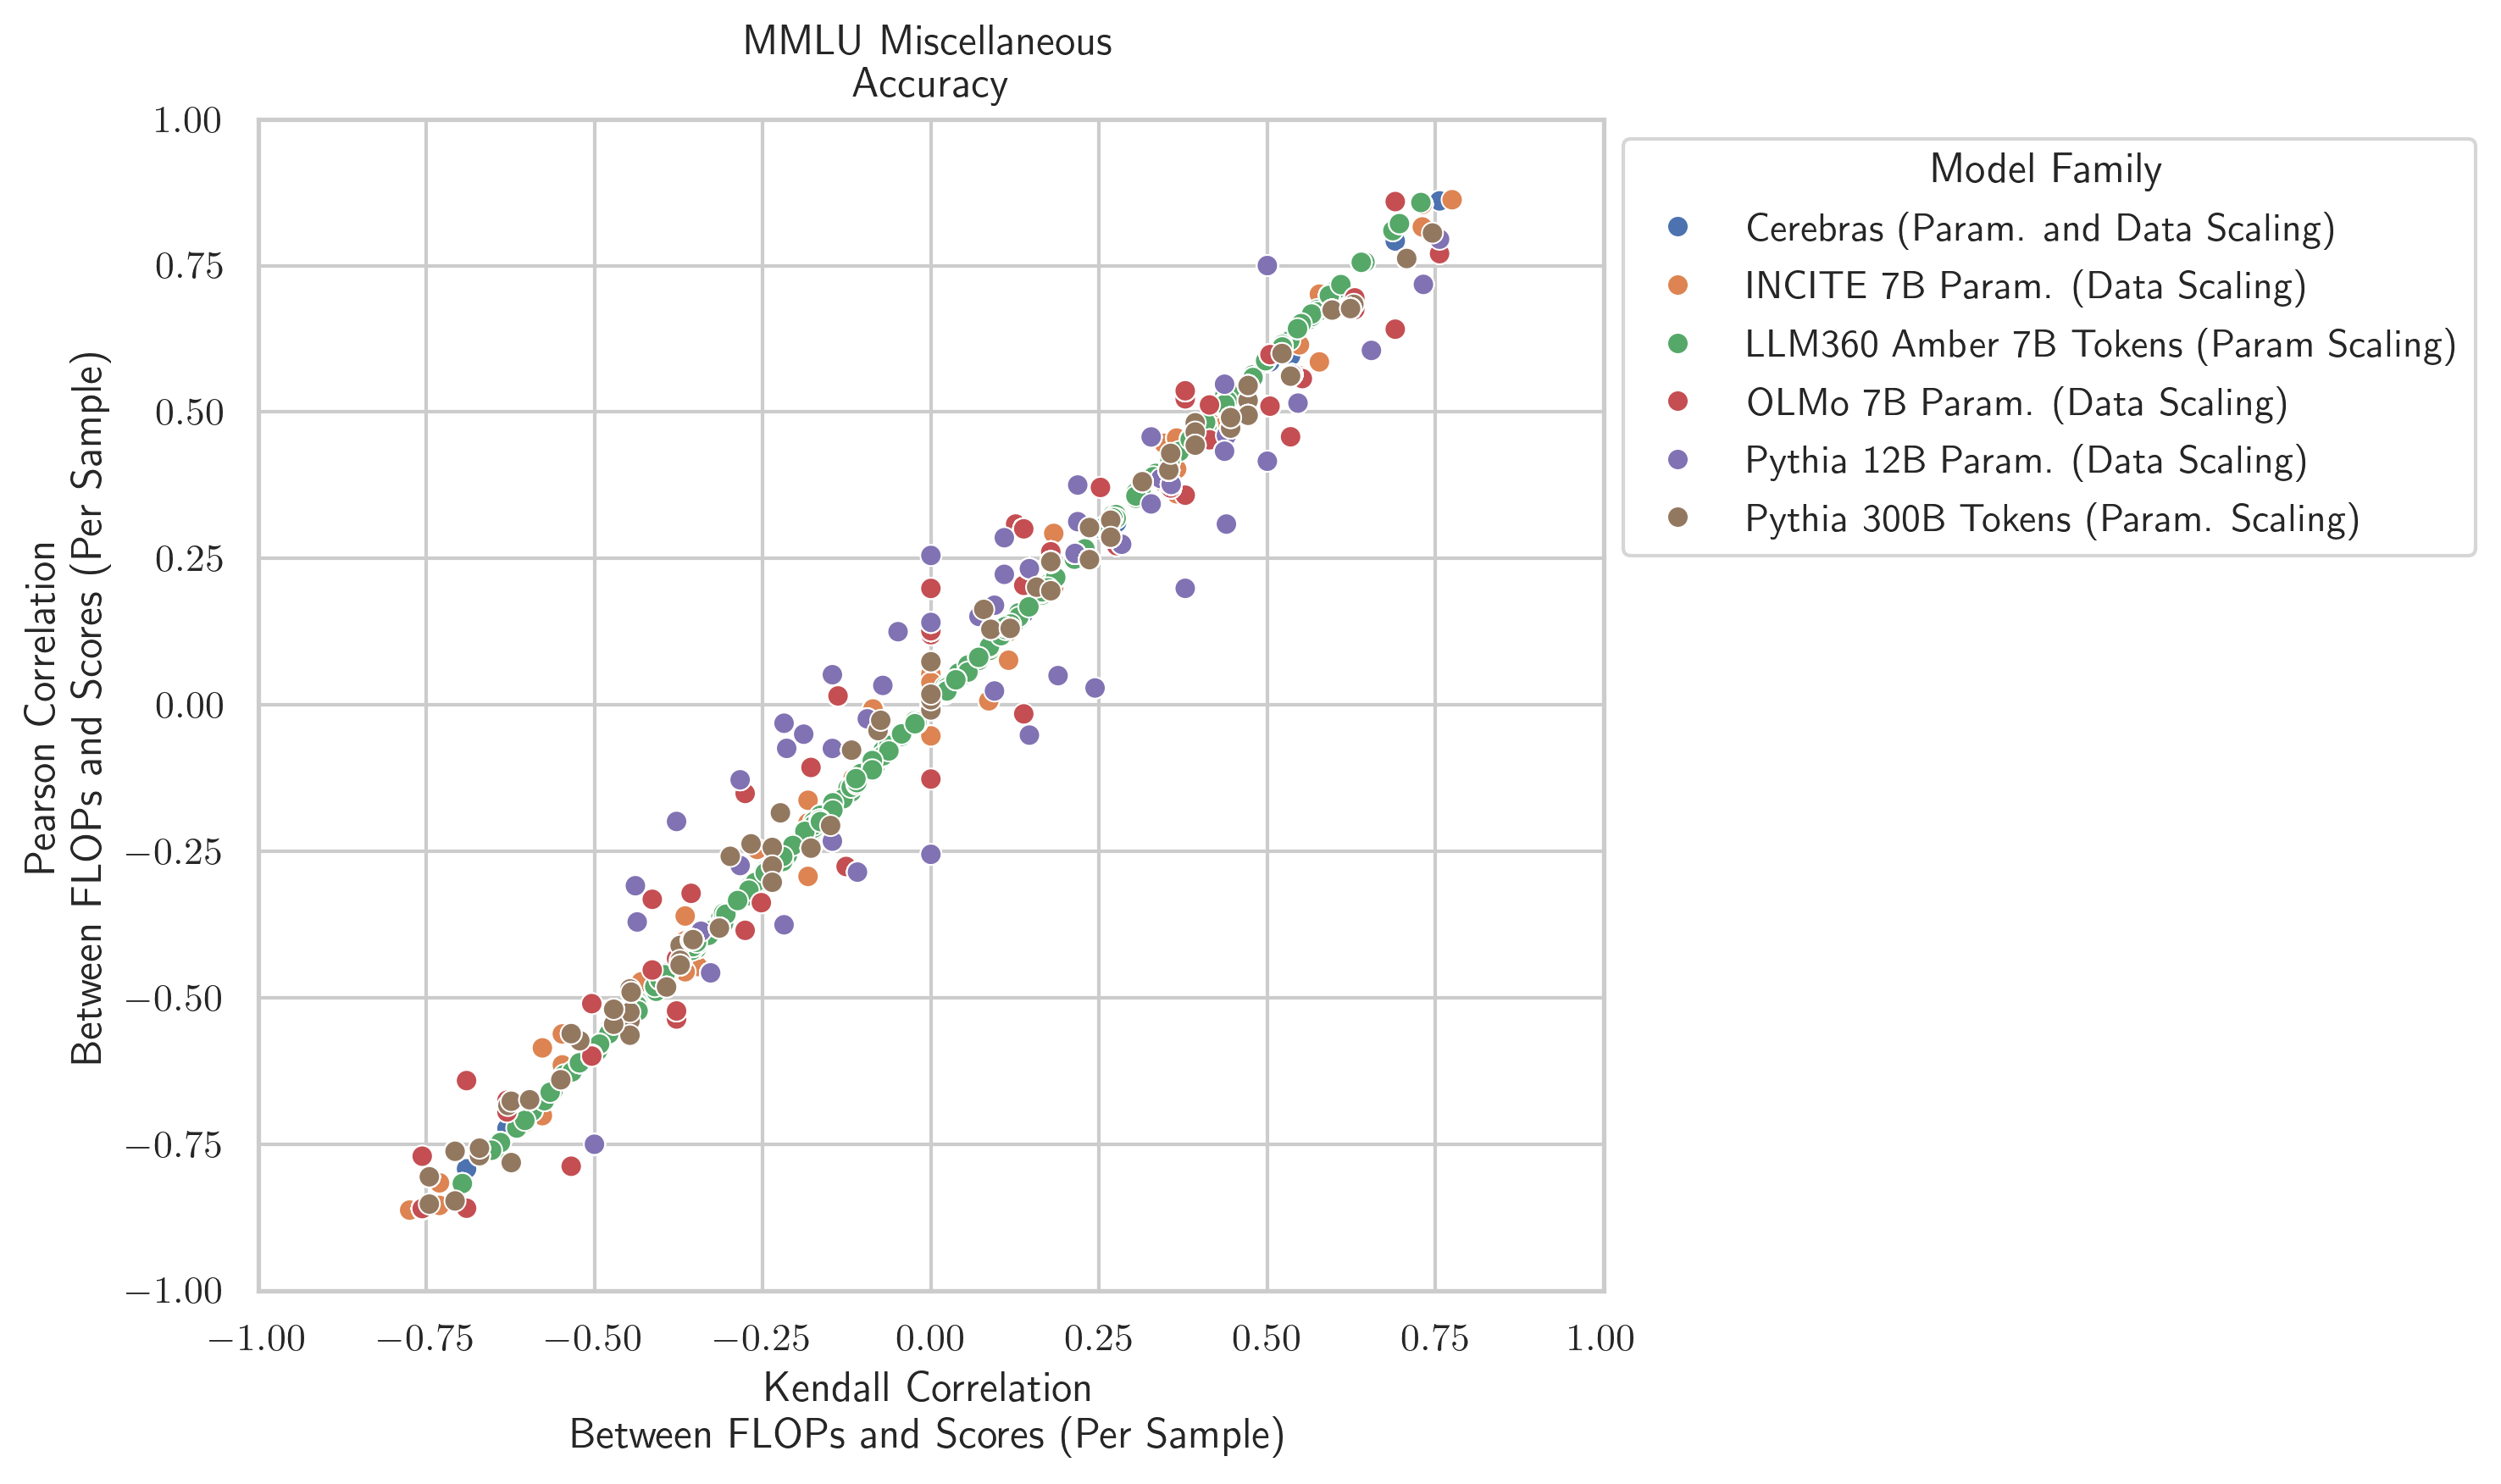 MMLU Miscellaneous
Accuracy
1.00
0.75
0.50
0.25
0.00
−0.25
−0.50
−0.75
−1.00
Pearson Correlation
Between FLOPs and Scores (Per Sample)
−1.00 −0.75 −0.50 −0.25 0.00 0.25 0.50 0.75 1.00
Kendall Correlation
Between FLOPs and Scores (Per Sample)
Model Family
Cerebras (Param. and Data Scaling)
INCITE 7B Param. (Data Scaling)
LLM360 Amber 7B Tokens (Param Scaling)
OLMo 7B Param. (Data Scaling)
Pythia 12B Param. (Data Scaling)
Pythia 300B Tokens (Param. Scaling)